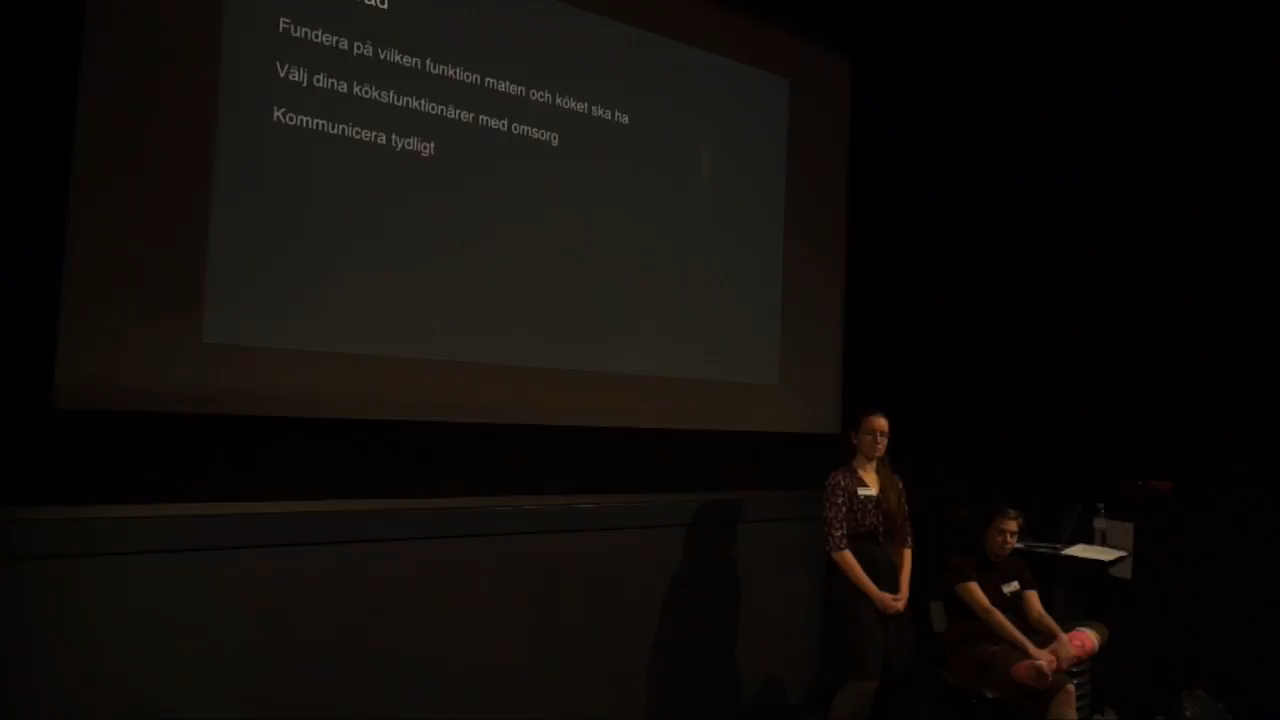 Fundera på vilken funktion maten och köket ska ha
Välj dina köksfunktionärer med omsorg
Kommunicera tydligt